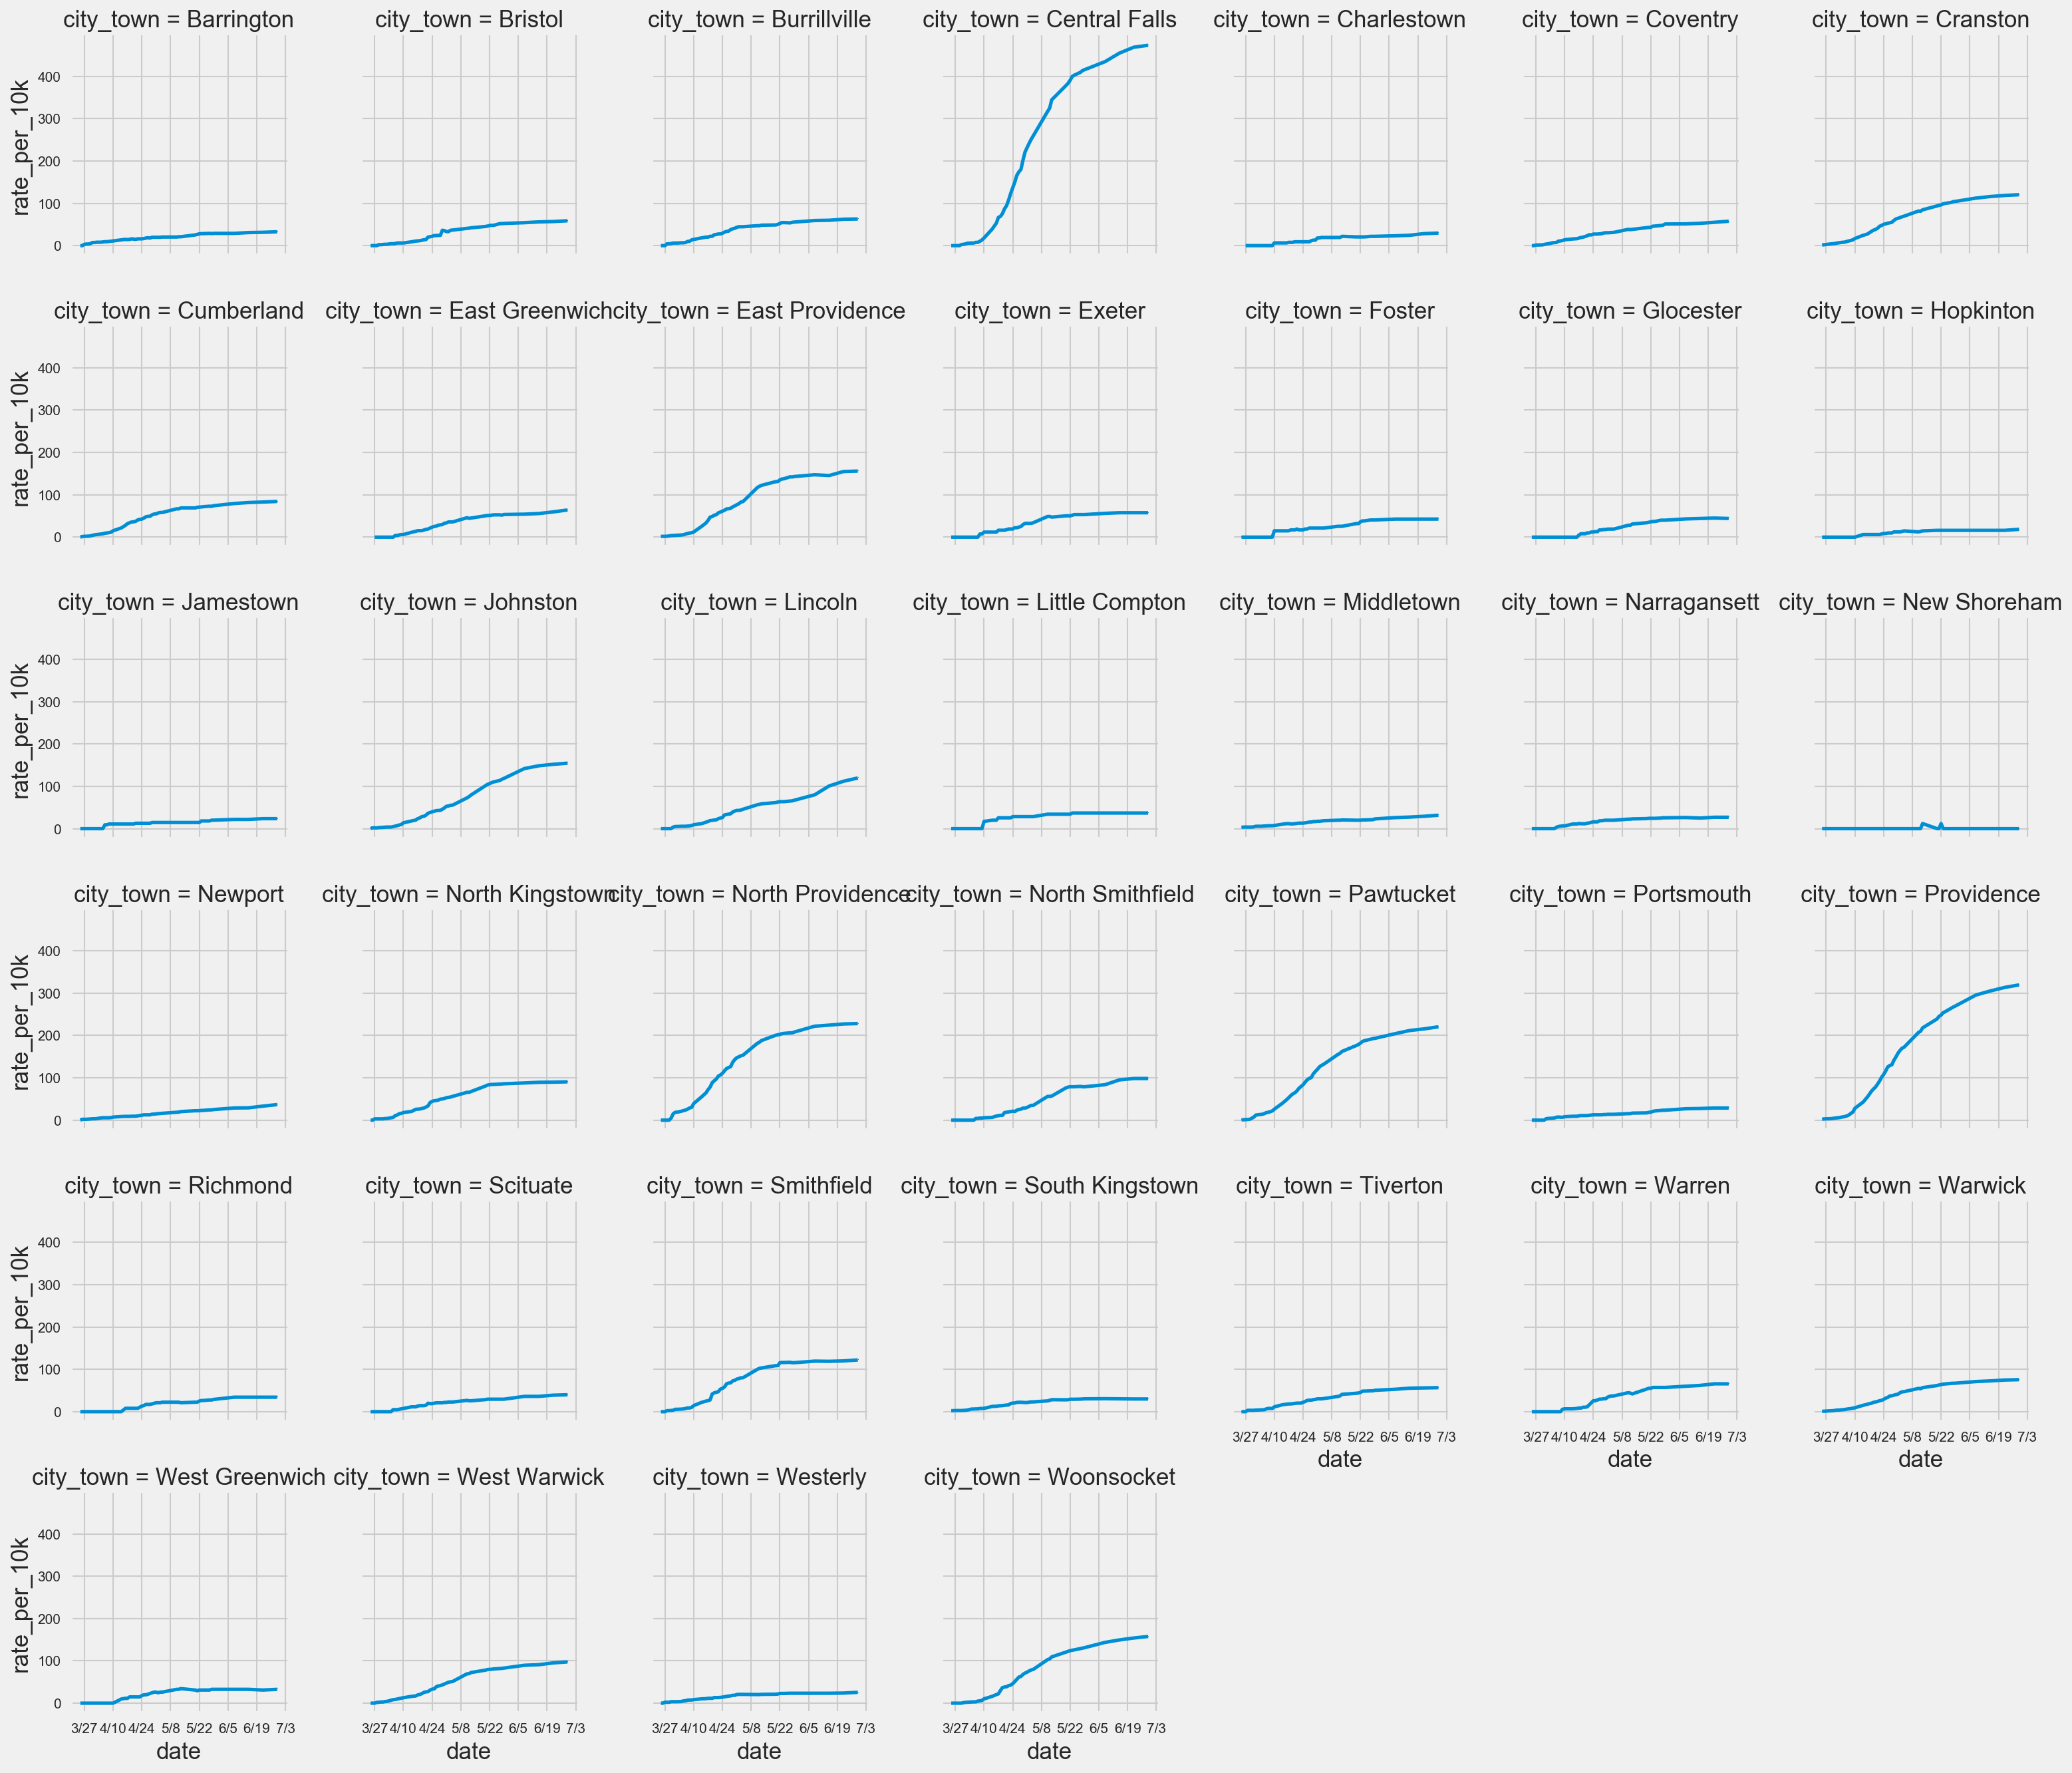 city_town = Barrington
city_town = Bristol
city_town = Burrillville
city_town = Central Falls
city_town = Charlestown
city_town = Coventry
city_town = Cranston
rate_per_10k
400
300
200
100
0
city_town = Cumberland
city_town = East Greenwich
city_town = East Providence
city_town = Exeter
city_town = Foster
city_town = Glocester
city_town = Hopkinton
rate_per_10k
400
300
200
100
0
city_town = Jamestown
city_town = Johnston
city_town = Lincoln
city_town = Little Compton
city_town = Middletown
city_town = Narragansett
city_town = New Shoreham
rate_per_10k
400
300
200
100
0
city_town = Newport
city_town = North Kingstown
city_town = North Providence
city_town = North Smithfield
city_town = Pawtucket
city_town = Portsmouth
city_town = Providence
rate_per_10k
400
300
200
100
0
city_town = Richmond
city_town = Scituate
city_town = Smithfield
city_town = South Kingstown
city_town = Tiverton
city_town = Warren
city_town = Warwick
rate_per_10k
400
300
200
100
0
3/27 4/10 4/24 5/8 5/22 6/5 6/19 7/3
date
3/27 4/10 4/24 5/8 5/22 6/5 6/19 7/3
date
3/27 4/10 4/24 5/8 5/22 6/5 6/19 7/3
date
city_town = West Greenwich
city_town = West Warwick
city_town = Westerly
city_town = Woonsocket
rate_per_10k
400
300
200
100
0
3/27 4/10 4/24 5/8 5/22 6/5 6/19 7/3
date
3/27 4/10 4/24 5/8 5/22 6/5 6/19 7/3
date
3/27 4/10 4/24 5/8 5/22 6/5 6/19 7/3
date
3/27 4/10 4/24 5/8 5/22 6/5 6/19 7/3
date